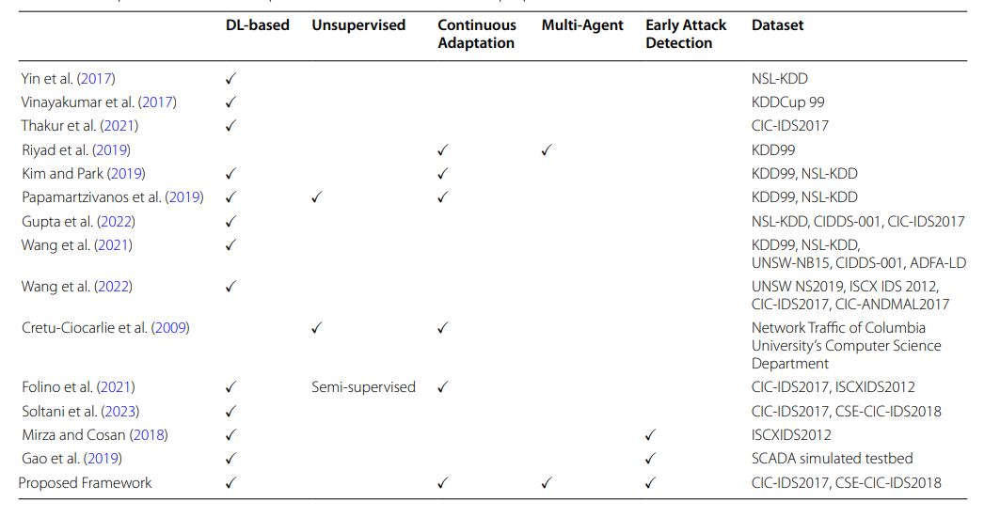 DL-based Unsupervised Continuous Adaptation Multi-Agent Early Attack Detection Dataset
Yin et al. (2017) ✓ NSL-KDD
Vinayakumar et al. (2017) ✓ KDDCup 99
Thakur et al. (2021) ✓ CIC-IDS2017
Riyad et al. (2019) ✓ ✓ KDD99
Kim and Park (2019) ✓ ✓ KDD99, NSL-KDD
Papamartzivanos et al. (2019) ✓ ✓ ✓ KDD99, NSL-KDD
Gupta et al. (2022) ✓ NSL-KDD, CIDDS-001, CIC-IDS2017
Wang et al. (2021) ✓ KDD99, NSL-KDD,
UNSW-NB15, CIDDS-001, ADFA-LD
Wang et al. (2022) ✓ UNSW NS2019, ISCX IDS 2012,
CIC-IDS2017, CIC-ANDMAL2017
Cretu-Ciocarlie et al. (2009) ✓ ✓ Network Traffic of Columbia
University's Computer Science
Department
Folino et al. (2021) ✓ Semi-supervised ✓ CIC-IDS2017, ISCXIDS2012
Soltani et al. (2023) ✓ CIC-IDS2017, CSE-CIC-IDS2018
Mirza and Cosan (2018) ✓ ✓ ISCXIDS2012
Gao et al. (2019) ✓ ✓ SCADA simulated testbed
Proposed Framework ✓ ✓ ✓ ✓ CIC-IDS2017, CSE-CIC-IDS2018